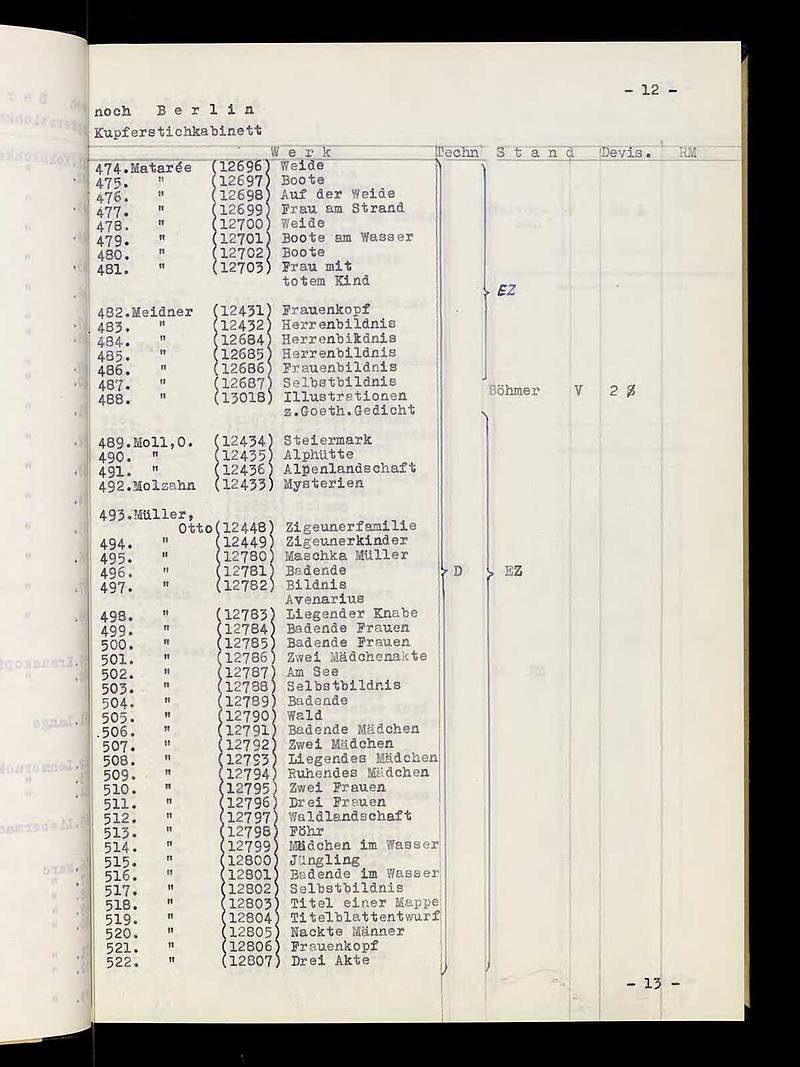 - 12 -
noch B e r l i n
Kupferstichkabinett
W e r k Techn S t a n d Devis. RM
474.Matarée (12696) Weide
475. " (12697) Boote
476. " (12698) Auf der Weide
477. " (12699) Frau am Strand
478. " (12700) Weide
479. " (12701) Boote am Wasser
480. " (12702) Boote
481. " (12703) Frau mit
totem Kind
EZ
482.Meidner (12431) Frauenkopf
483. " (12432) Herrenbildnis
484. " (12684) Herrenbildnis
485. " (12685) Herrenbildnis
486. " (12686) Frauenbildnis
487. " (12687) Selbstbildnis
488. " (13018) Illustrationen Böhmer V 2 $
z.Goeth.Gedicht
489.Moll,O. (12434) Steiermark
490. " (12435) Alphütte
491. " (12436) Alpenlandschaft
492.Molzahn (12433) Mysterien
493.Müller,
Otto(12448) Zigeunerfamilie
494. " (12449) Zigeunerkinder
495. " (12780) Maschka Müller
496. " (12781) Badende D EZ
497. " (12782) Bildnis
Avenarius
498. " (12783) Liegender Knabe
499. " (12784) Badende Frauen
500. " (12785) Badende Frauen
501. " (12786) Zwei Mädchenakte
502. " (12787) Am See
503. " (12788) Selbstbildnis
504. " (12789) Badende
505. " (12790) Wald
.506. " (12791) Badende Mädchen
507. " (12792) Zwei Mädchen
508. " (12793) Liegendes Mädchen
509. " (12794) Ruhendes Mädchen
510. " (12795) Zwei Frauen
511. " (12796) Drei Frauen
512. " (12797) Waldlandschaft
513. " (12798) Föhr
514. " (12799) Mädchen im Wasser
515. " (12800) Jüngling
516. " (12801) Badende im Wasser
517. " (12802) Selbstbildnis
518. " (12803) Titel einer Mappe
519. " (12804) Titelblattentwurf
520. " (12805) Nackte Männer
521. " (12806) Frauenkopf
522. " (12807) Drei Akte
- 13 -